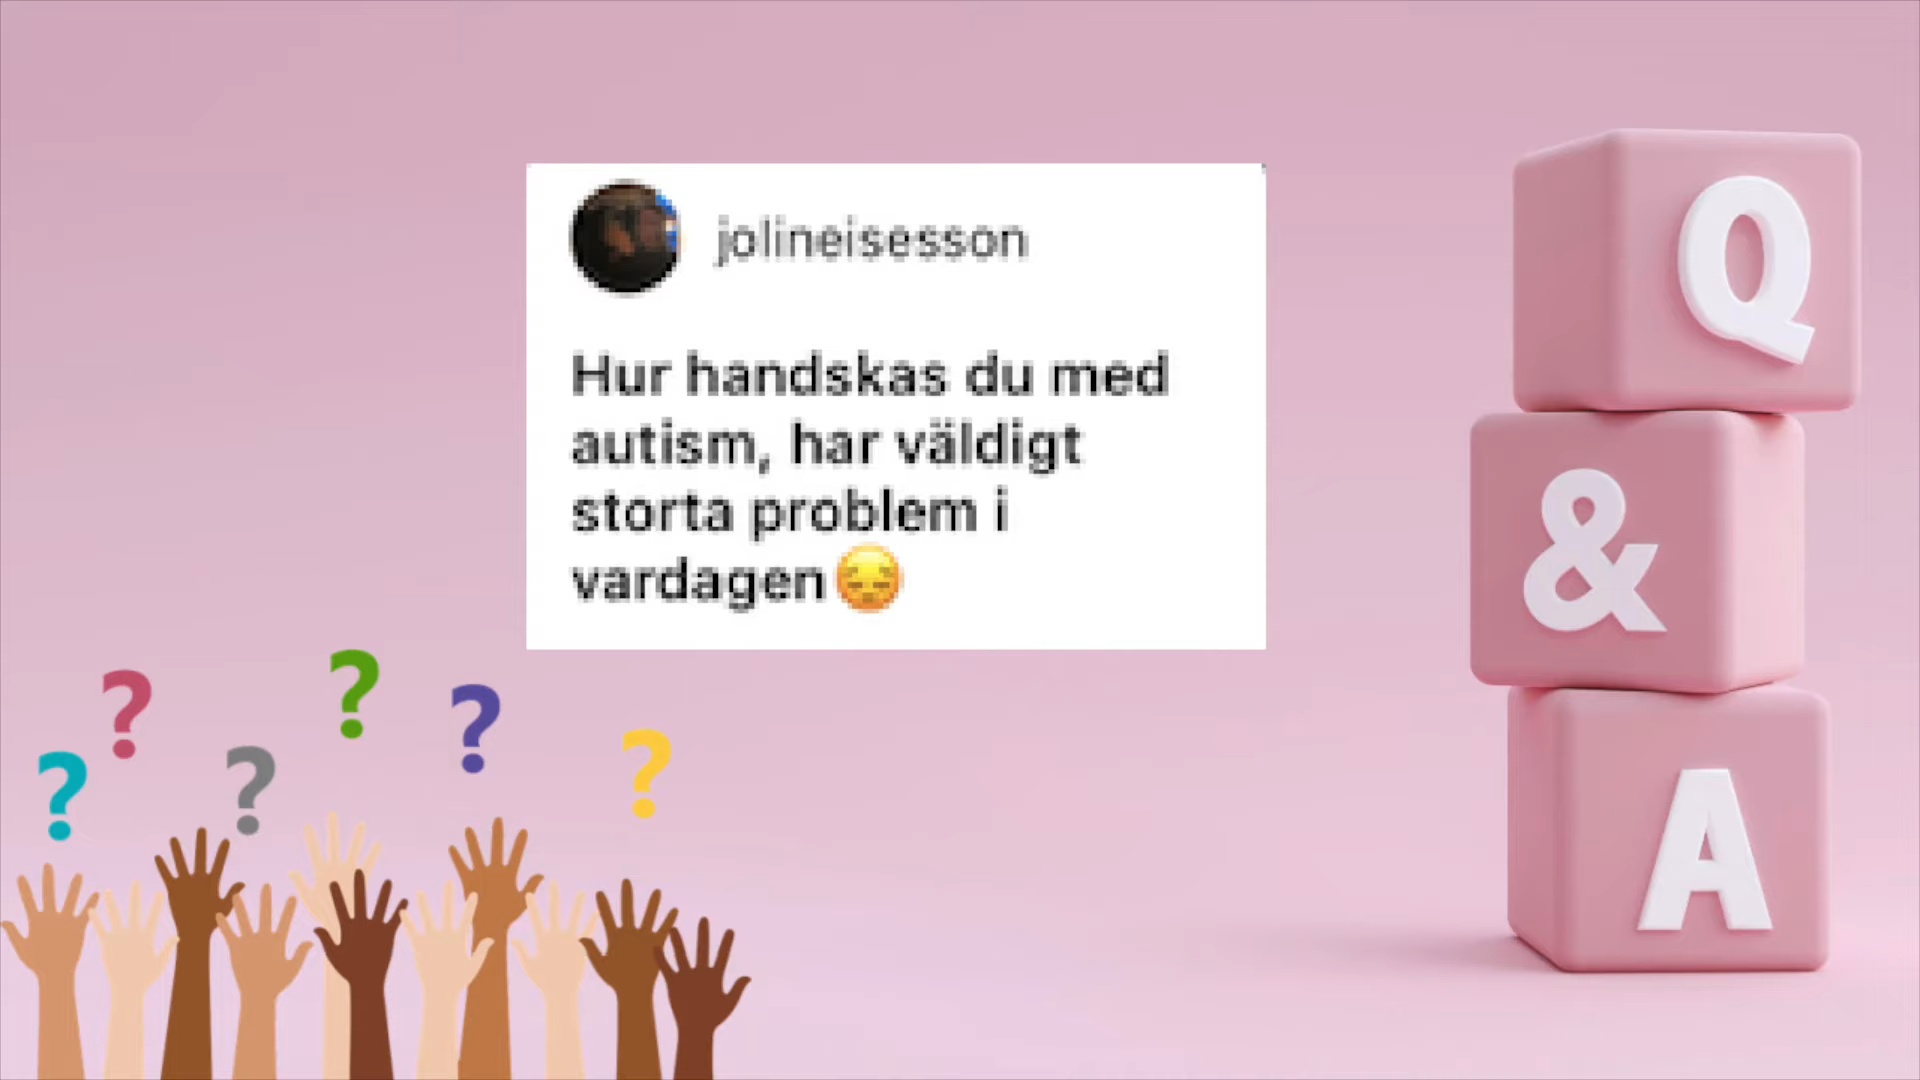 jolineisesson
Hur handskas du med
autism, har väldigt
storta problem i
vardagen😔
? ? ? ? ? ?
Q
&
A